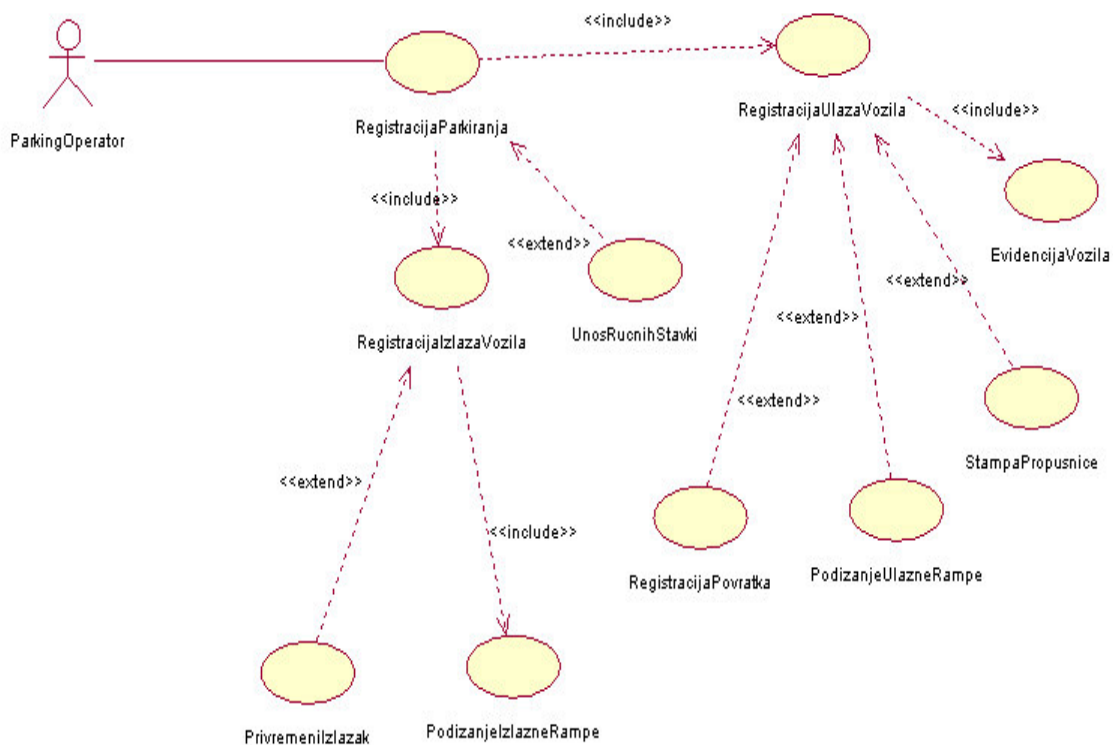 <<include>>
RegistracijaUlazaVozila
<<include>>
RegistracijaParkiranja
ParkingOperator
<<include>>
<<extend>>
EvidencijaVozila
UnosRucnihStavki
RegistracijaIzlazaVozila
<<extend>>
<<extend>>
<<extend>>
StampaPropusnice
<<extend>>
<<include>>
RegistracijaPovratka
PodizanjeUlazneRampe
PrivremeniIzlazak
PodizanjeIzlazneRampe